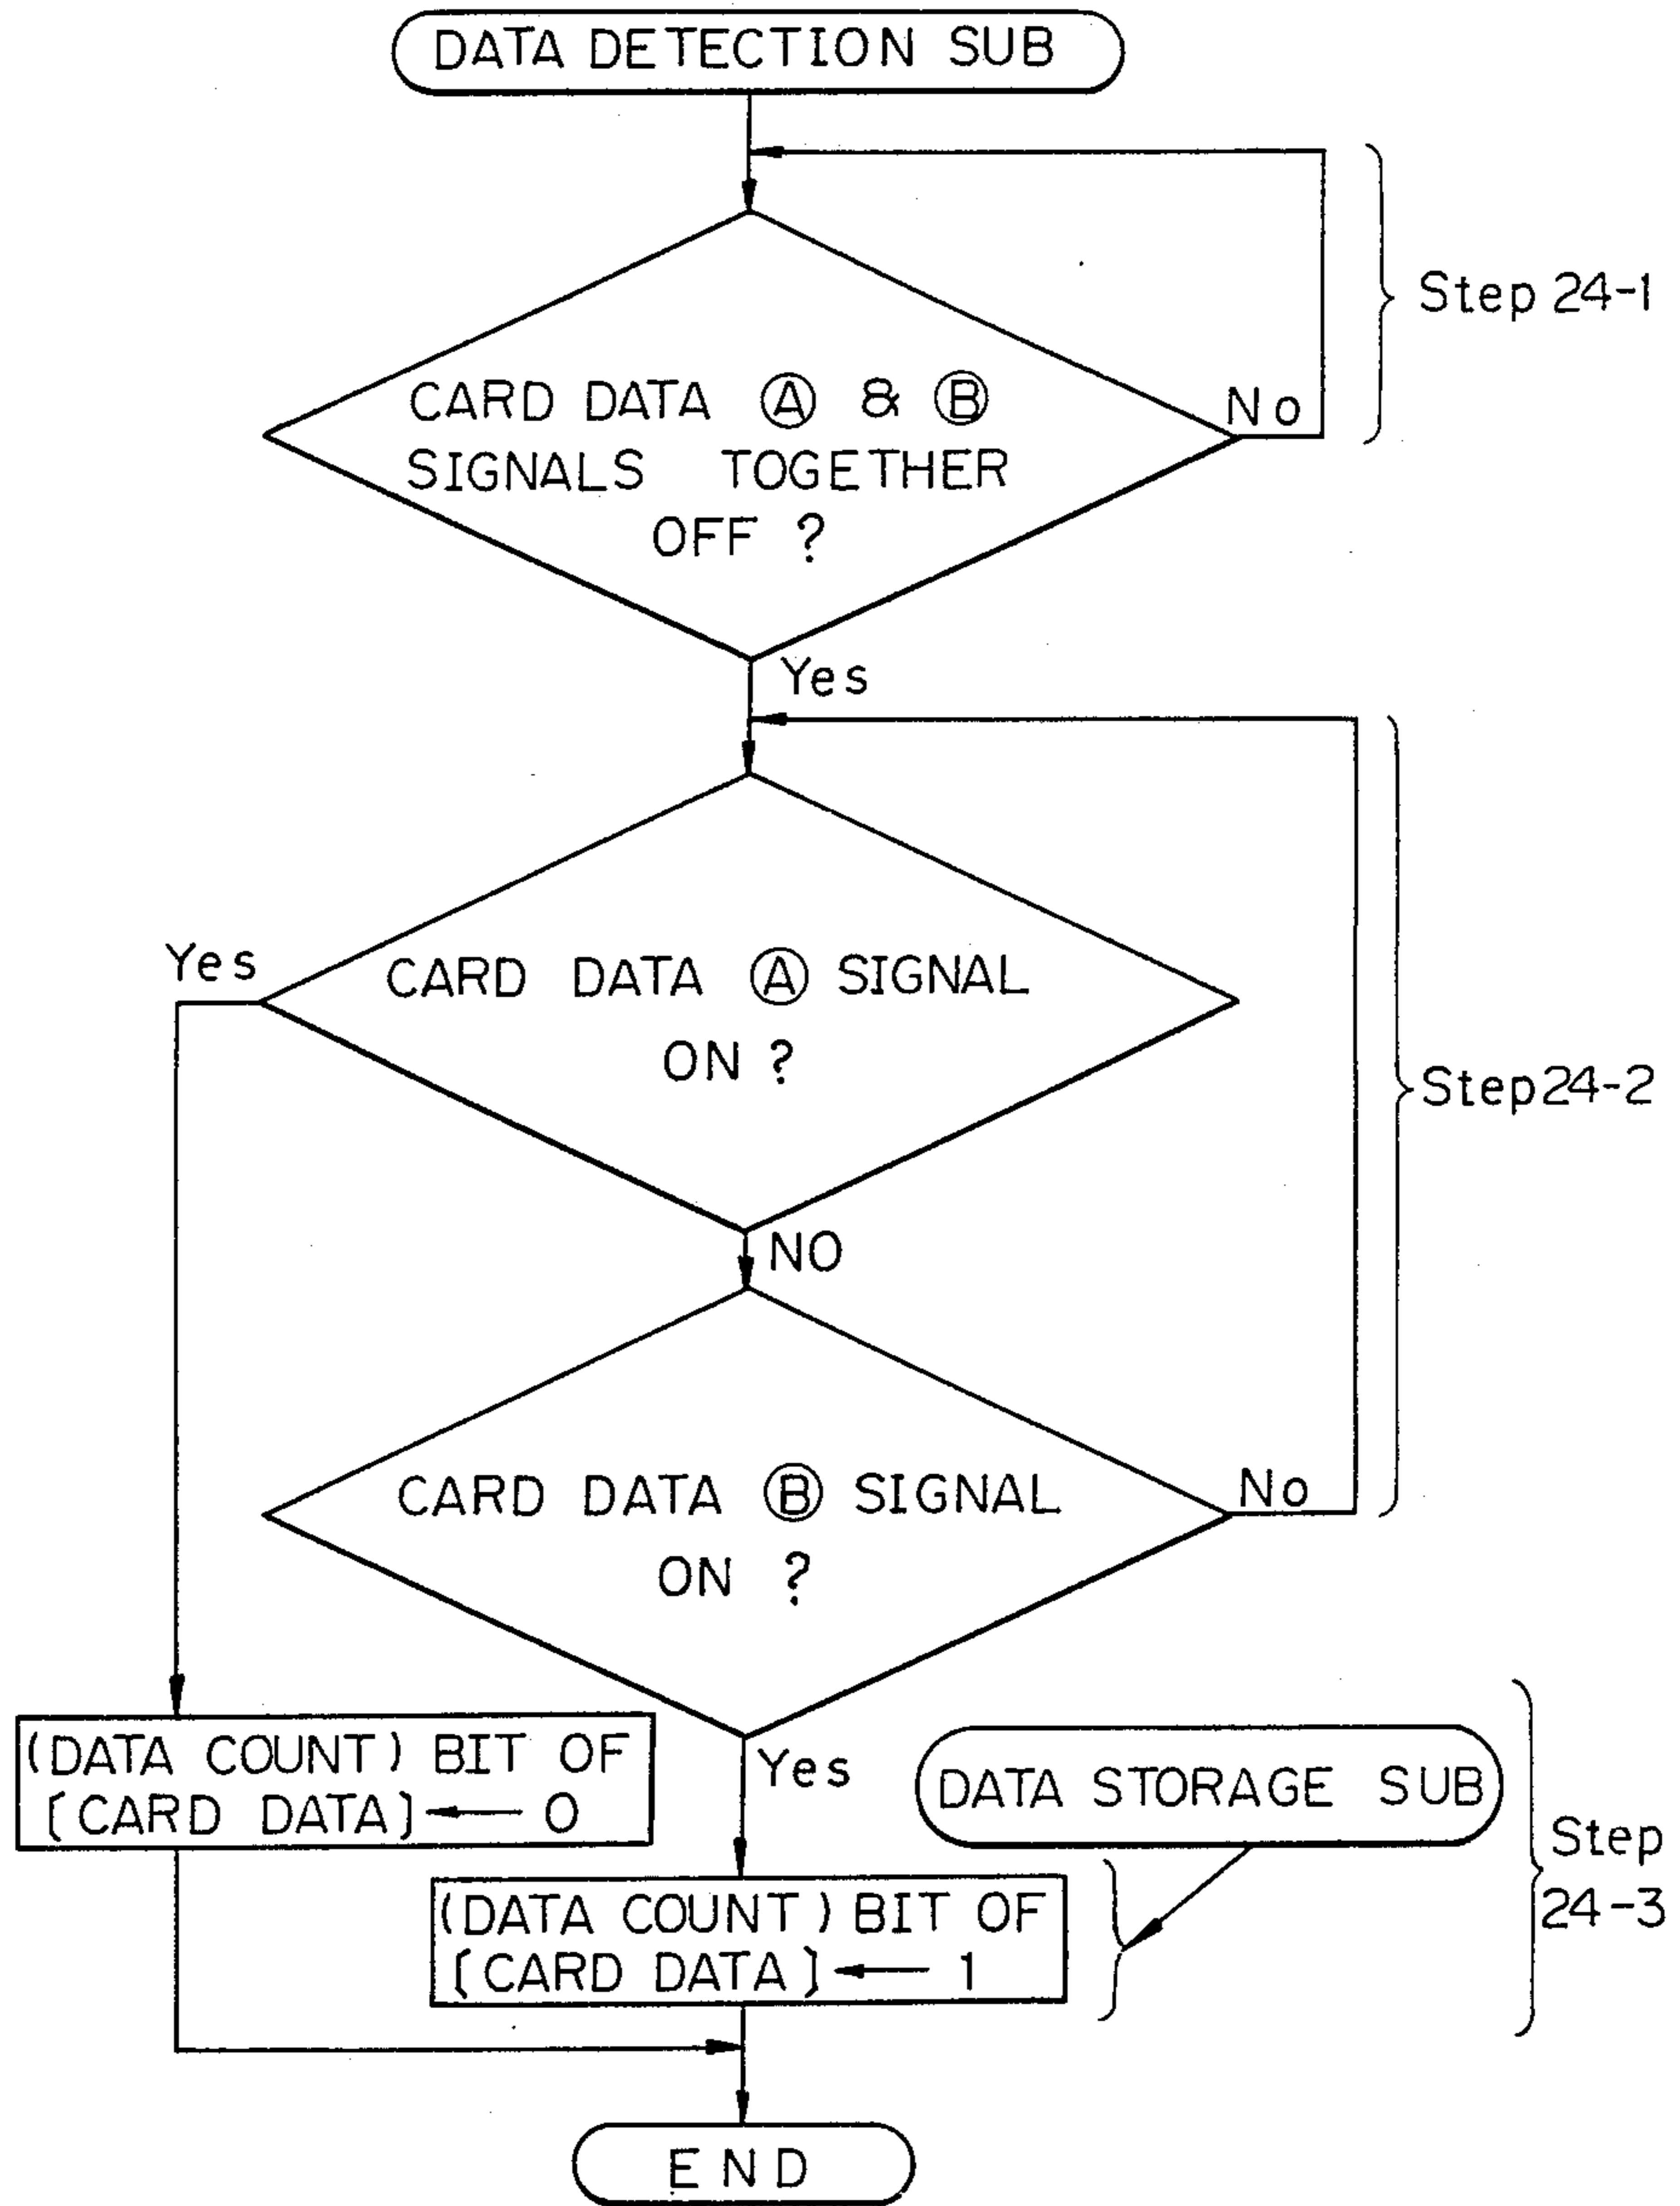 DATA DETECTION SUB
Step 24-1
CARD DATA Ⓐ & Ⓑ
SIGNALS TOGETHER
OFF ?
No
Yes
Yes
CARD DATA Ⓐ SIGNAL
ON ?
Step 24-2
NO
CARD DATA Ⓑ SIGNAL
ON ?
No
(DATA COUNT) BIT OF
[CARD DATA] ← 0
Yes
DATA STORAGE SUB
Step
24-3
(DATA COUNT) BIT OF
[CARD DATA] ← 1
END